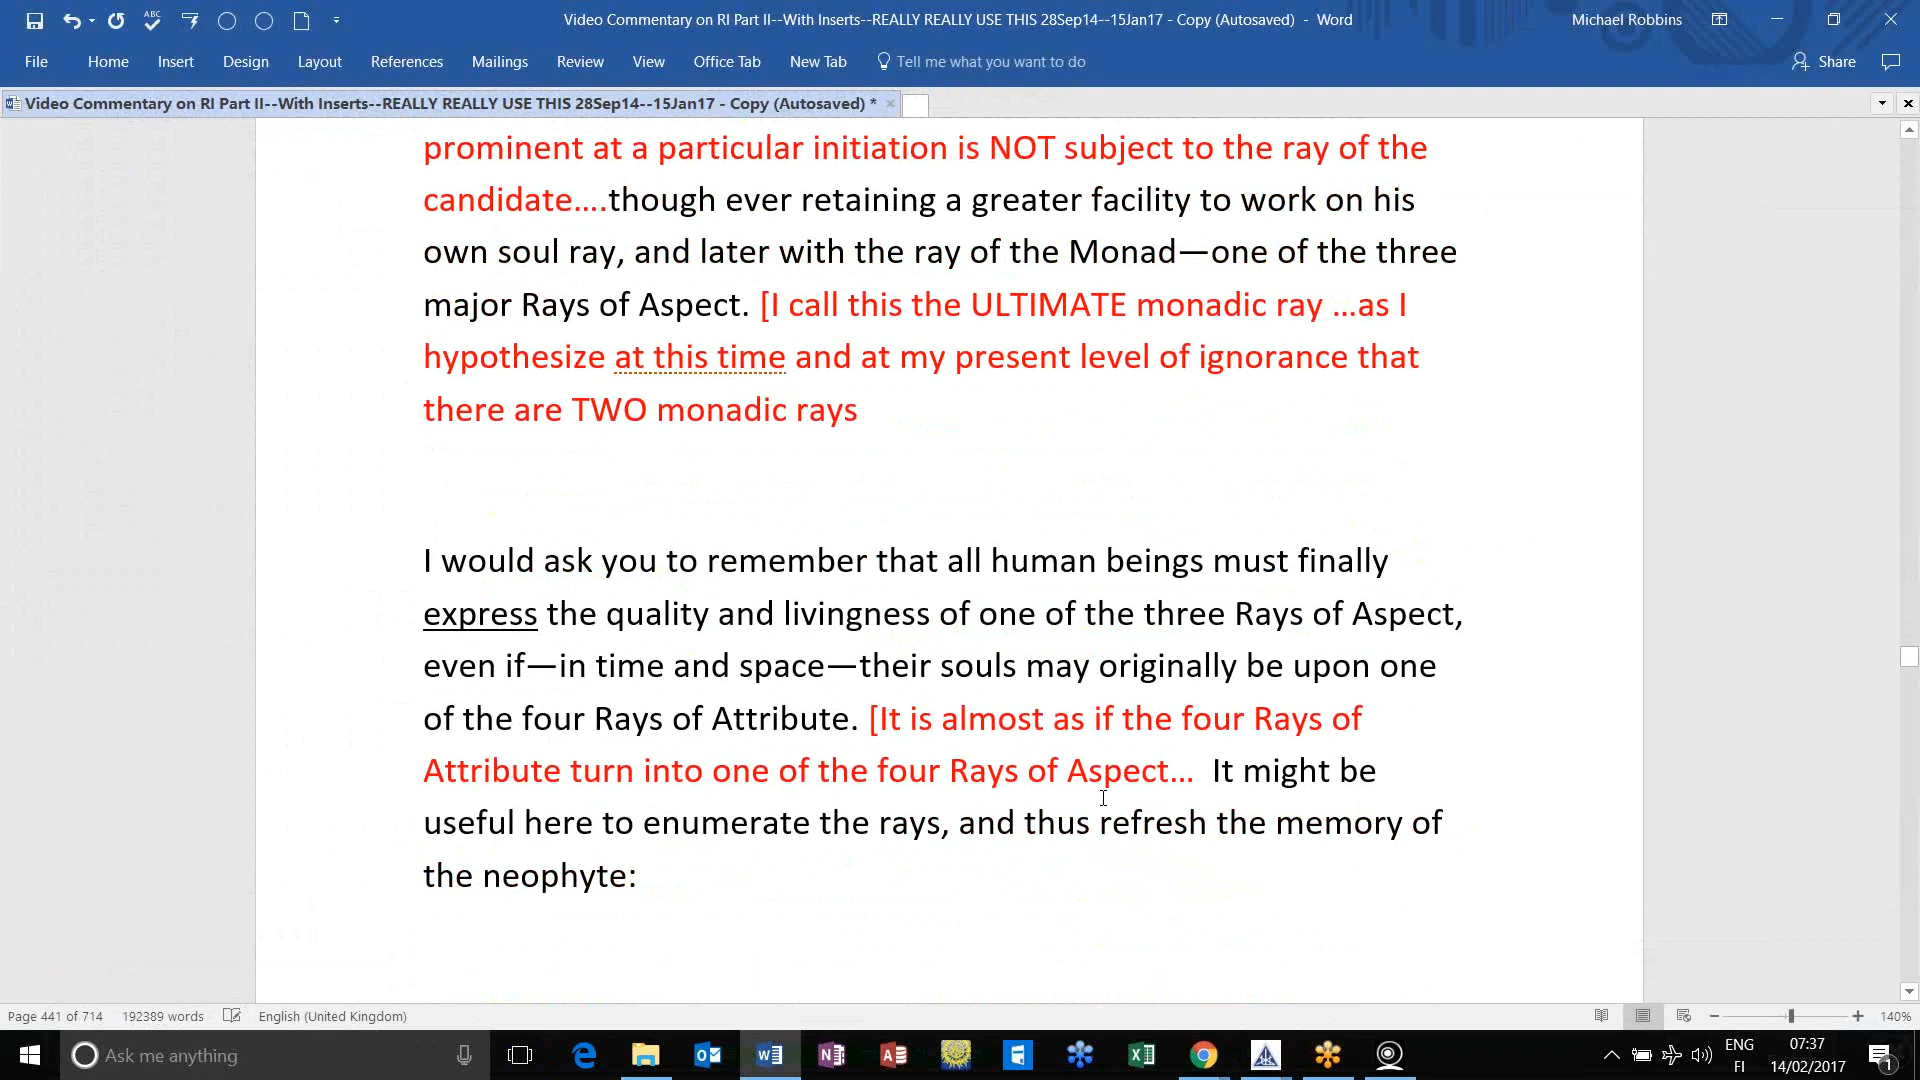 Video Commentary on RI Part II--With Inserts--REALLY REALLY USE THIS 28Sep14--15Jan17 - Copy (Autosaved) - Word
Michael Robbins
File Home Insert Design Layout References Mailings Review View Office Tab New Tab Tell me what you want to do Share
Video Commentary on RI Part II--With Inserts--REALLY REALLY USE THIS 28Sep14--15Jan17 - Copy (Autosaved) *
prominent at a particular initiation is NOT subject to the ray of the
candidate….though ever retaining a greater facility to work on his
own soul ray, and later with the ray of the Monad—one of the three
major Rays of Aspect. [I call this the ULTIMATE monadic ray …as I
hypothesize at this time and at my present level of ignorance that
there are TWO monadic rays
I would ask you to remember that all human beings must finally
express the quality and livingness of one of the three Rays of Aspect,
even if—in time and space—their souls may originally be upon one
of the four Rays of Attribute. [It is almost as if the four Rays of
Attribute turn into one of the four Rays of Aspect… It might be
useful here to enumerate the rays, and thus refresh the memory of
the neophyte:
Page 441 of 714 192389 words English (United Kingdom) 140%
Ask me anything
ENG
FI
07:37
14/02/2017
1